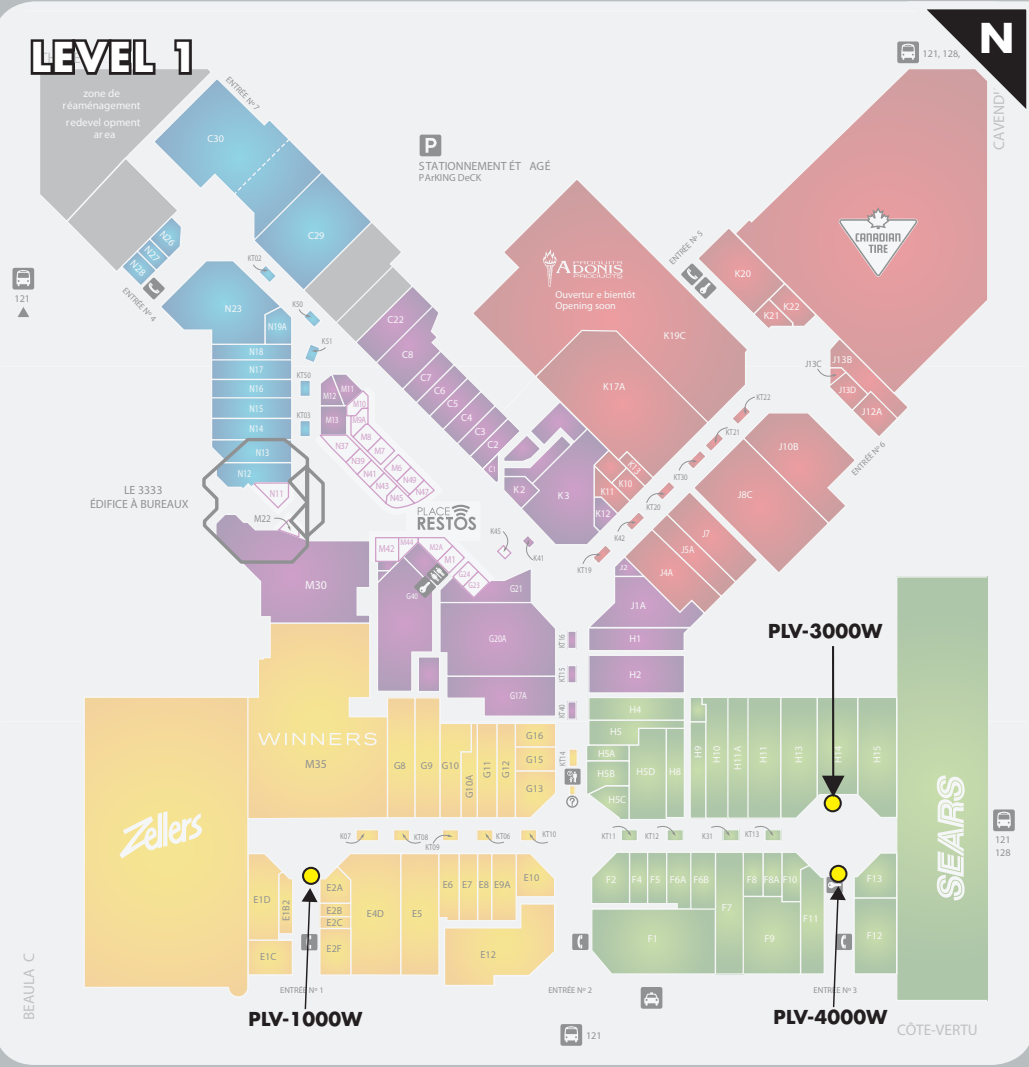 LEVEL 1
N
121, 128,
CAVEND'
zone de
réaménagement
redevel opment
ar ea
ENTRÉE Nº 7
C30
P
STATIONNEMENT ÉT AGÉ
PArKING DeCK
CANADIAN
TIRE
N26
N27
N28
C29
KT02
ENTRÉE Nº 5
K20
K22
K21
PRODUITS
ADONIS
PRODUCTS
Ouvertur e bientôt
Opening soon
K19C
121
ENTRÉE Nº 4
N23
N19A
K50
K51
C22
C8
C7
C6
C5
C4
C3
C2
C1
N18
N17
N16
N15
N14
N13
N12
N11
KT50
KT03
M12
M11
M10
M13
M9A
M8
M7
M6
N37
N39
N41
N43
N45
N49
N47
K17A
J13C
J13B
J13D
J12A
KT22
KT21
KT30
KT20
K42
KT19
J10B
ENTRÉE Nº 6
J8C
J7
J5A
J4A
K13
K10
K11
K12
K3
K2
LE 3333
ÉDIFICE À BUREAUX
M22
PLACE
RESTOS
K45
K41
M42
M44
M2A
M1
G24
G23
G21
G40
M30
J2
J1A
G20A
KT16
H1
KT15
H2
G17A
KT40
PLV-3000W
WINNERS
M35
G8
G9
G10
G10A
G11
G12
G16
G15
G13
KT14
?
H4
H5
H5A
H5B
H5C
H5D
H8
H9
H10
H11A
H11
H13
H14
H15
Zellers
SEARS
K07
KT08
KT09
KT06
KT10
KT11
KT12
K31
KT13
121
128
E1D
E1B2
E1C
E2A
E2B
E2C
E2F
E4D
E5
E6
E7
E8
E9A
E10
E12
F2
F4
F5
F6A
F6B
F7
F8
F8A
F10
F11
F13
F12
F1
F9
BEAULA C
ENTRÉE Nº 1
ENTRÉE Nº 2
ENTRÉE Nº 3
PLV-1000W
PLV-4000W
121
CÔTE-VERTU